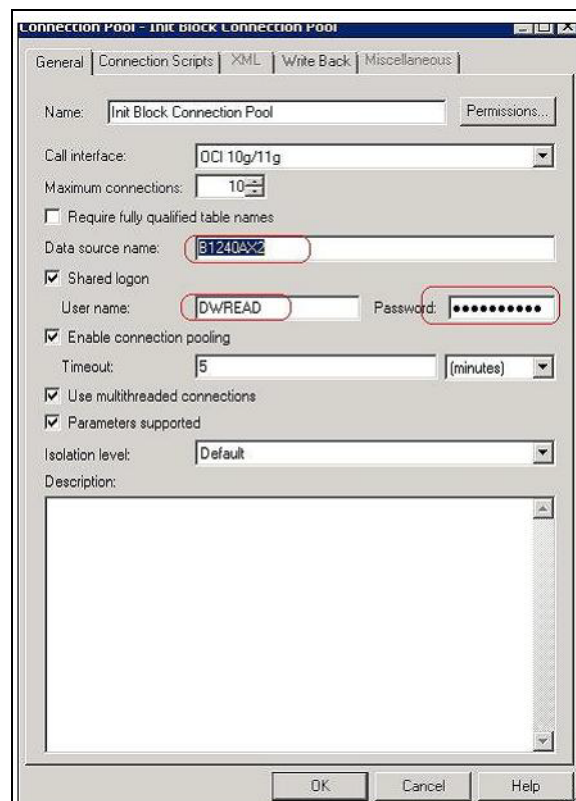 Connection Pool - Init Block Connection Pool
General Connection Scripts XML Write Back Miscellaneous
Name: Init Block Connection Pool Permissions...
Call interface: OCI 10g/11g
Maximum connections: 10
Require fully qualified table names
Data source name: B1240AX2
Shared logon
User name: DWREAD Password: ●●●●●●●●●●
Enable connection pooling
Timeout: 5 (minutes)
Use multithreaded connections
Parameters supported
Isolation level: Default
Description:
OK Cancel Help